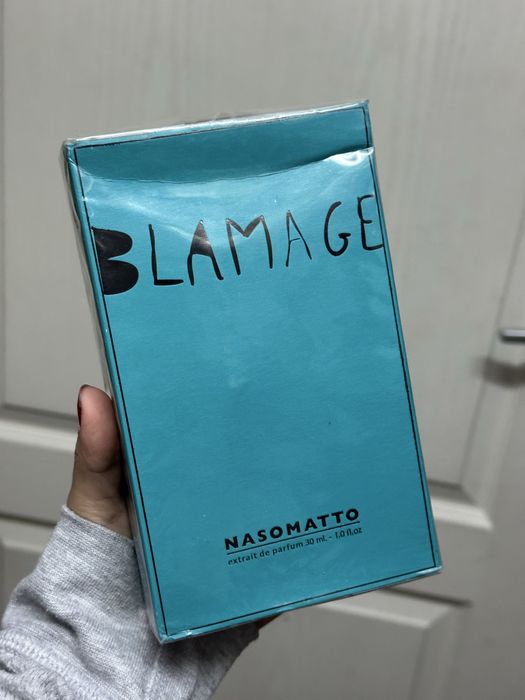 BLAMAGE
NASOMATTO
extrait de parfum 30 ml. - 1,0 fl.oz